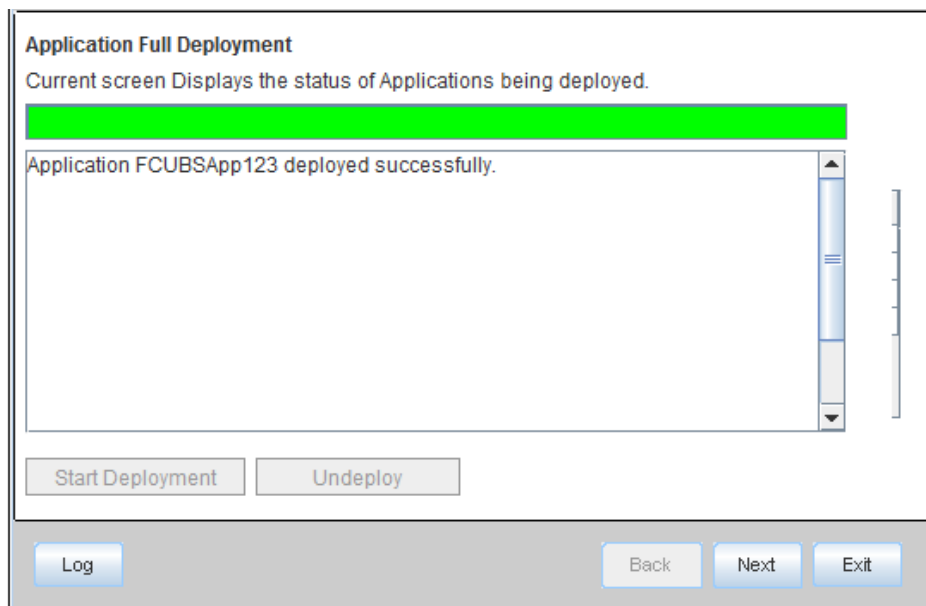 Application Full Deployment
Current screen Displays the status of Applications being deployed.
Application FCUBSApp123 deployed successfully.
Start Deployment Undeploy
Log Back Next Exit